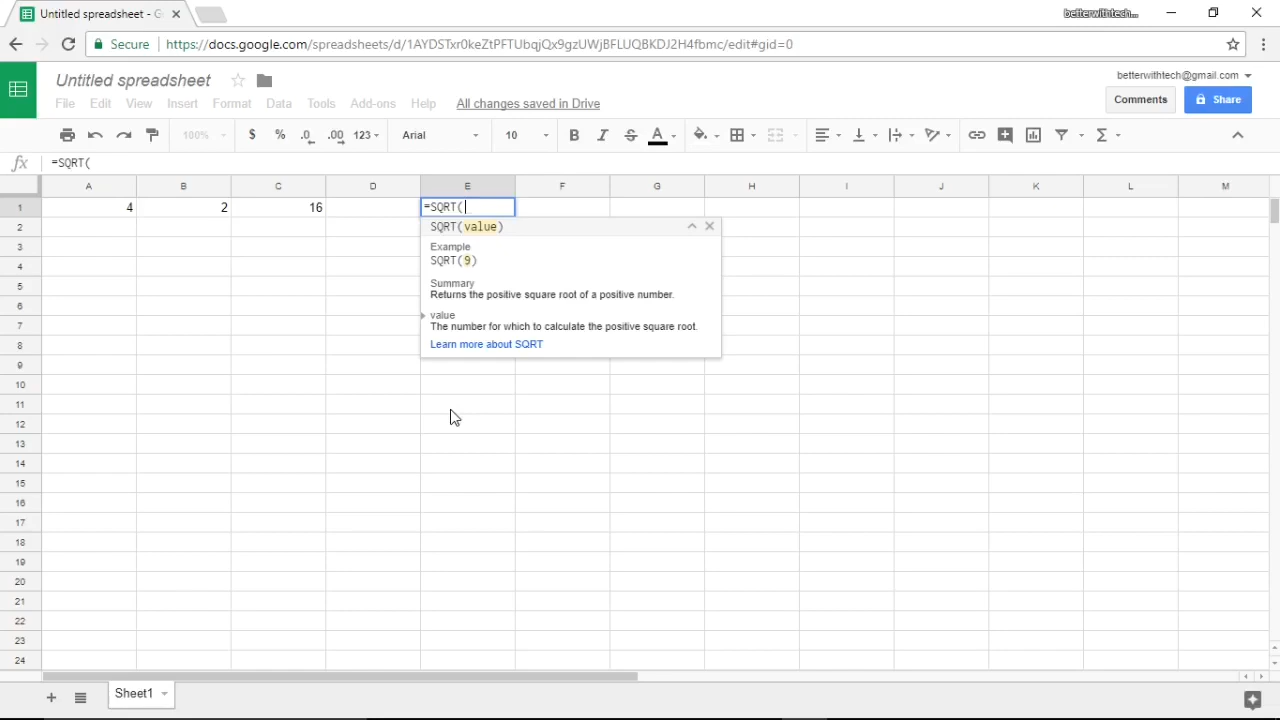 Untitled spreadsheet - G
betterwithtech...
Secure
https://docs.google.com/spreadsheets/d/1AYDSTxr0keZtPFTUbqjQx9gzUWjBFLUQBKDJ2H4fbmc/edit#gid=0
Untitled spreadsheet
betterwithtech@gmail.com
File Edit View Insert Format Data Tools Add-ons Help All changes saved in Drive
Comments Share
100% $ % .0 .00 123 Arial 10 B I S A Σ
fx =SQRT(
A B C D E F G H I J K L M
1 4 2 16 =SQRT(
2 SQRT(value)
3 Example
4 SQRT(9)
5 Summary
Returns the positive square root of a positive number.
6
value
7 The number for which to calculate the positive square root.
8 Learn more about SQRT
9
10
11
12
13
14
15
16
17
18
19
20
21
22
23
24
Sheet1